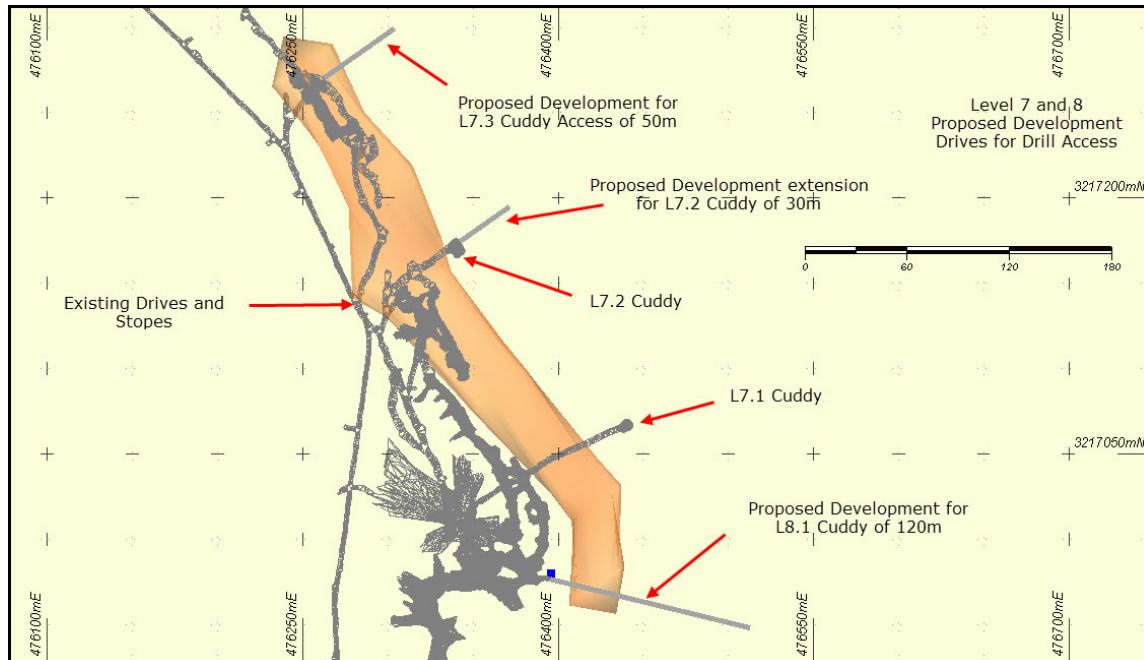 476100mE
476250mE
476400mE
476550mE
476700mE
Proposed Development for
L7.3 Cuddy Access of 50m
Level 7 and 8
Proposed Development
Drives for Drill Access
Proposed Development extension
for L7.2 Cuddy of 30m
3217200mN
0 60 120 180
L7.2 Cuddy
Existing Drives and
Stopes
L7.1 Cuddy
3217050mN
Proposed Development for
L8.1 Cuddy of 120m
476100mE
476250mE
476400mE
476550mE
476700mE